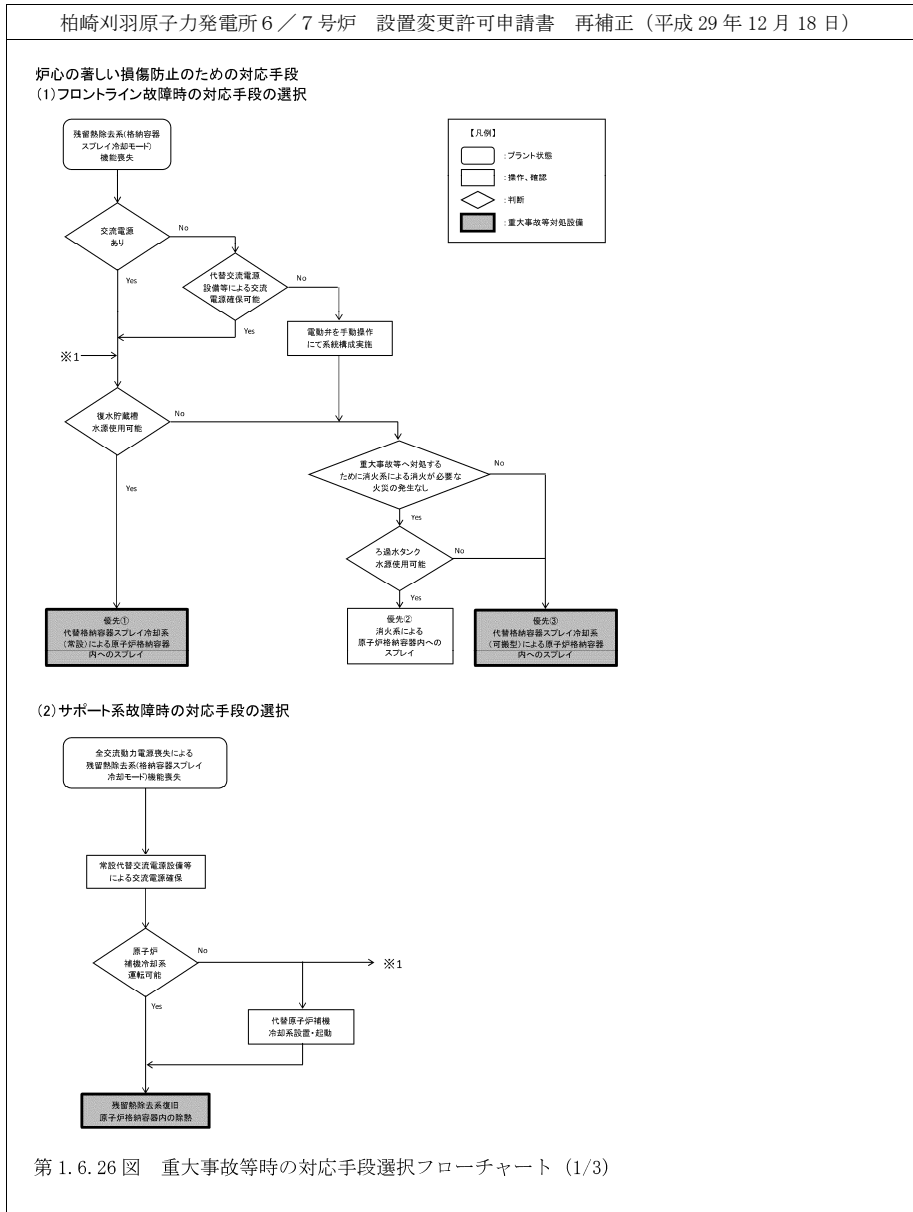 柏崎刈羽原子力発電所６／７号炉　設置変更許可申請書　再補正（平成 29 年 12 月 18 日）
炉心の著しい損傷防止のための対応手段
(1)フロントライン故障時の対応手段の選択
残留熱除去系(格納容器
スプレイ冷却モード)
機能喪失
【凡例】
：プラント状態
：操作、確認
：判断
：重大事故等対処設備
交流電源
あり
No
Yes
代替交流電源
設備等による交流
電源確保可能
No
Yes
電動弁を手動操作
にて系統構成実施
※1
復水貯蔵槽
水源使用可能
No
Yes
重大事故等へ対処する
ために消火系による消火が必要な
火災の発生なし
No
Yes
ろ過水タンク
水源使用可能
No
Yes
優先①
代替格納容器スプレイ冷却系
(常設)による原子炉格納容器
内へのスプレイ
優先②
消火系による
原子炉格納容器内への
スプレイ
優先③
代替格納容器スプレイ冷却系
(可搬型)による原子炉格納容器
内へのスプレイ
(2)サポート系故障時の対応手段の選択
全交流動力電源喪失による
残留熱除去系(格納容器スプレイ
冷却モード)機能喪失
常設代替交流電源設備等
による交流電源確保
原子炉
補機冷却系
運転可能
No
※1
Yes
代替原子炉補機
冷却系設置・起動
残留熱除去系復旧
原子炉格納容器内の除熱
第 1.6.26 図　重大事故等時の対応手段選択フローチャート（1/3）